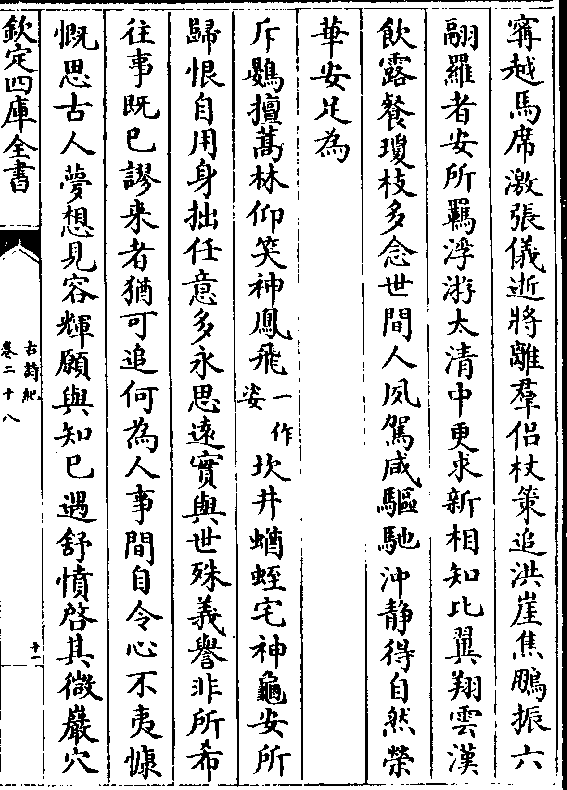 甯越馬席激張儀逝將離羣侣杖策追洪崖焦鵬振六
翮羅者安所羈浮游太清中更求新相知比翼翔雲漢
飲露餐瓊枝多念世間人夙駕咸驅馳沖静得自然榮
華安足為
斥鷃擅蒿林仰笑神鳳飛一作姿坎井蝤蛭宅神龜安所
歸恨自用身拙任意多永思遠實與世殊義譽非所希
往事既已謬来者猶可追何為人事間自令心不夷慷
慨思古人夢想見容輝願與知已遇舒憤啓其微巖穴
欽定四庫全書
古詩紀
卷二十八
十一